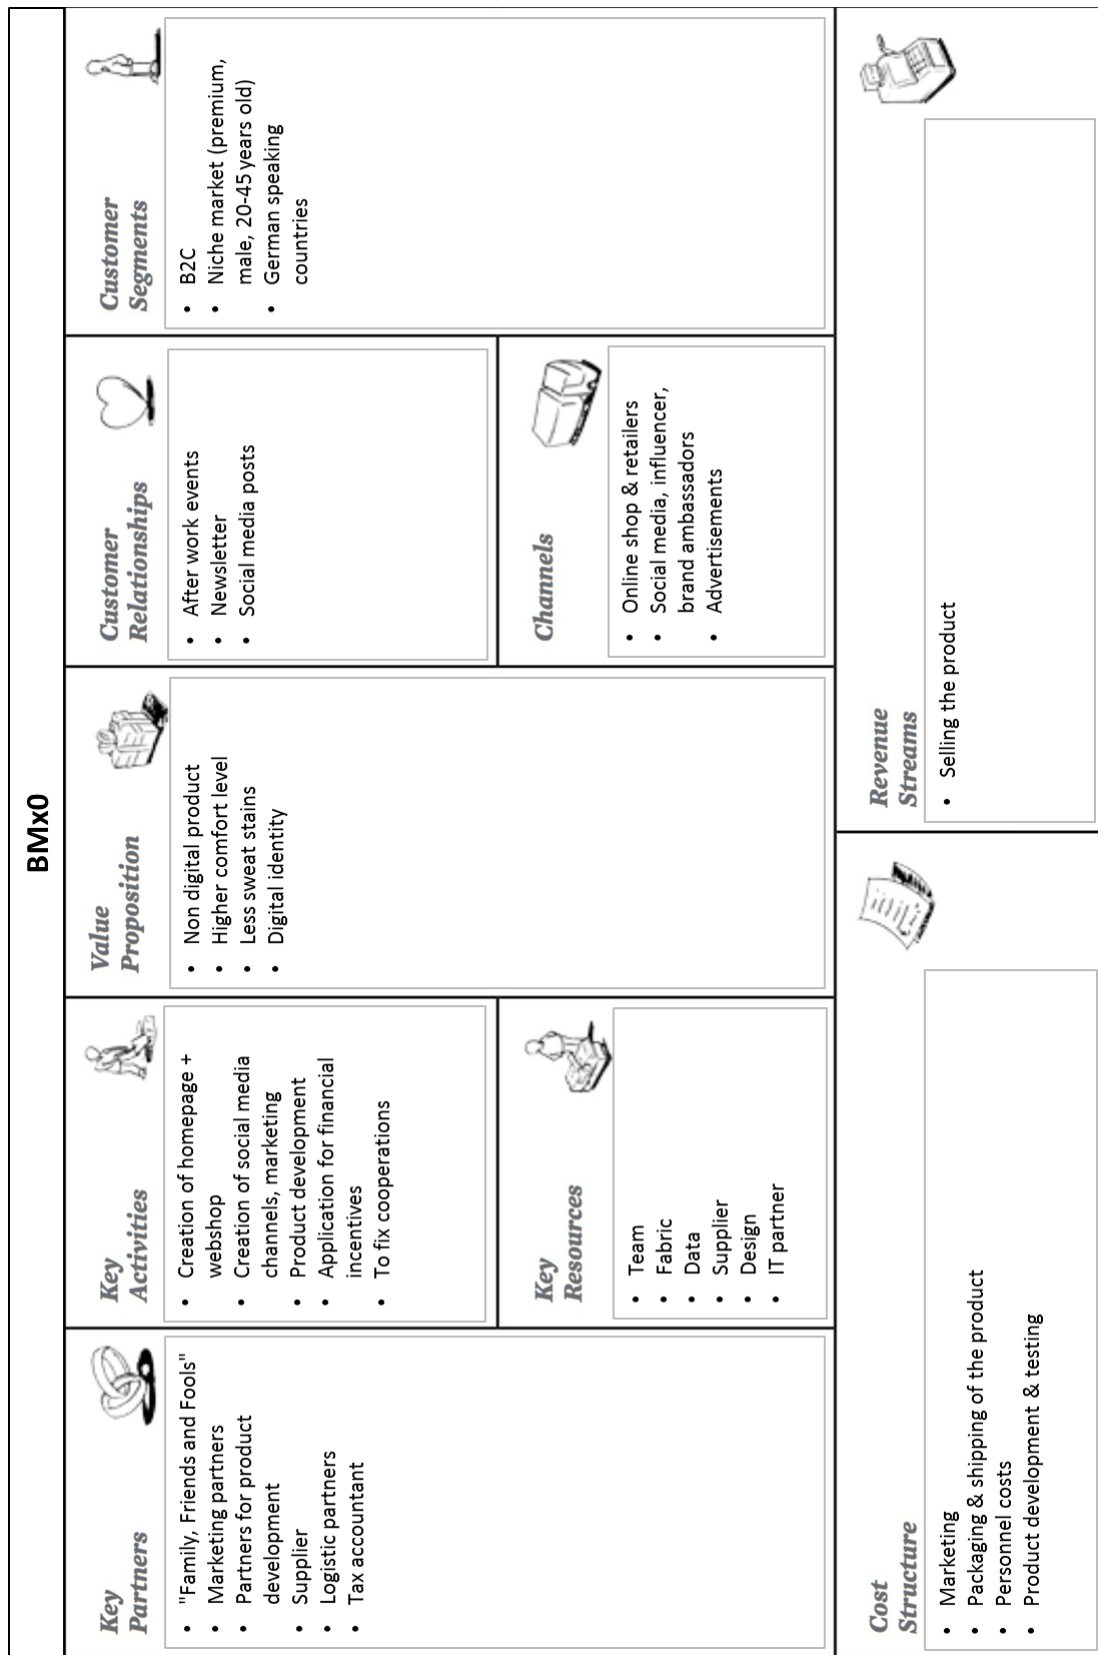 BMx0
Key
Partners
• "Family, Friends and Fools"
• Marketing partners
• Partners for product
development
• Supplier
• Logistic partners
• Tax accountant
Key
Activities
• Creation of homepage +
webshop
• Creation of social media
channels, marketing
• Product development
• Application for financial
incentives
• To fix cooperations
Key
Resources
• Team
• Fabric
• Data
• Supplier
• Design
• IT partner
Value
Proposition
• Non digital product
• Higher comfort level
• Less sweat stains
• Digital identity
Customer
Relationships
• After work events
• Newsletter
• Social media posts
Channels
• Online shop & retailers
• Social media, influencer,
brand ambassadors
• Advertisements
Customer
Segments
• B2C
• Niche market (premium,
male, 20-45 years old)
• German speaking
countries
Cost
Structure
• Marketing
• Packaging & shipping of the product
• Personnel costs
• Product development & testing
Revenue
Streams
• Selling the product